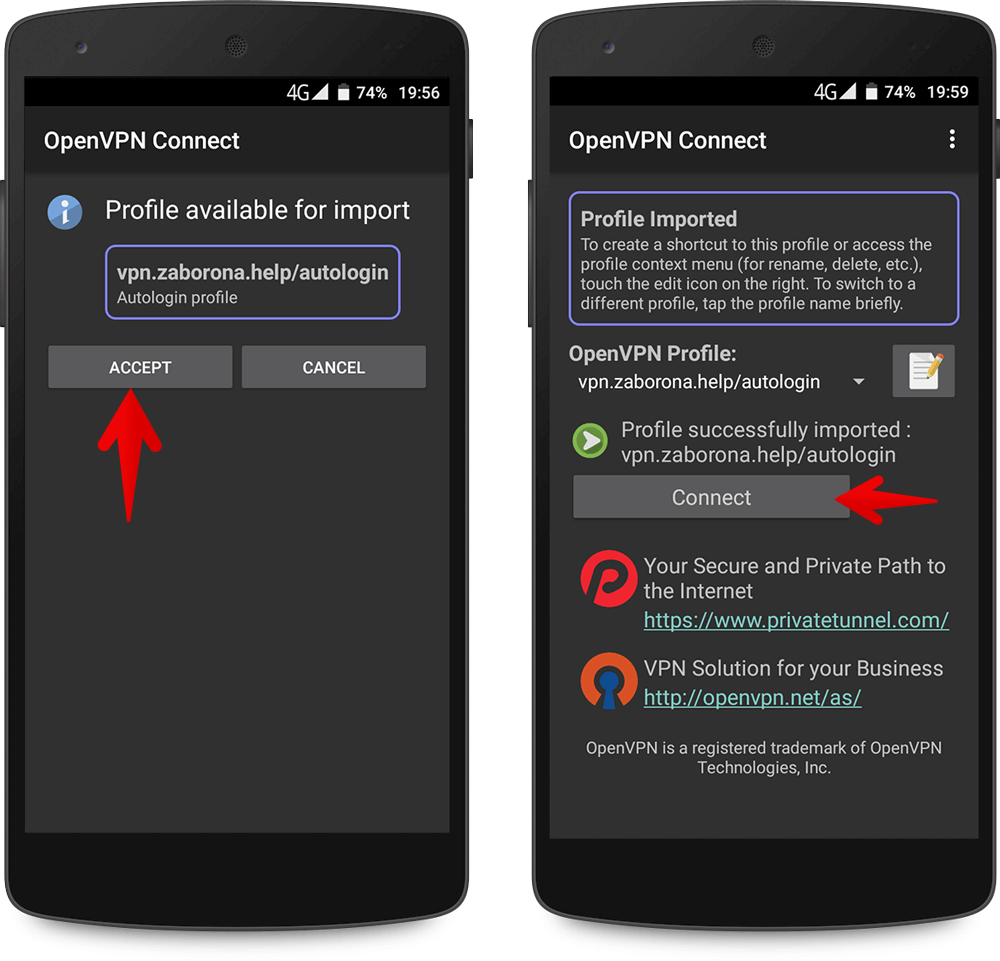 4G 74% 19:56
OpenVPN Connect
Profile available for import
vpn.zaborona.help/autologin
Autologin profile
ACCEPT CANCEL
4G 74% 19:59
OpenVPN Connect
Profile Imported
To create a shortcut to this profile or access the
profile context menu (for rename, delete, etc.),
touch the edit icon on the right. To switch to a
different profile, tap the profile name briefly.
OpenVPN Profile:
vpn.zaborona.help/autologin
Profile successfully imported :
vpn.zaborona.help/autologin
Connect
Your Secure and Private Path to
the Internet
https://www.privatetunnel.com/
VPN Solution for your Business
http://openvpn.net/as/
OpenVPN is a registered trademark of OpenVPN
Technologies, Inc.